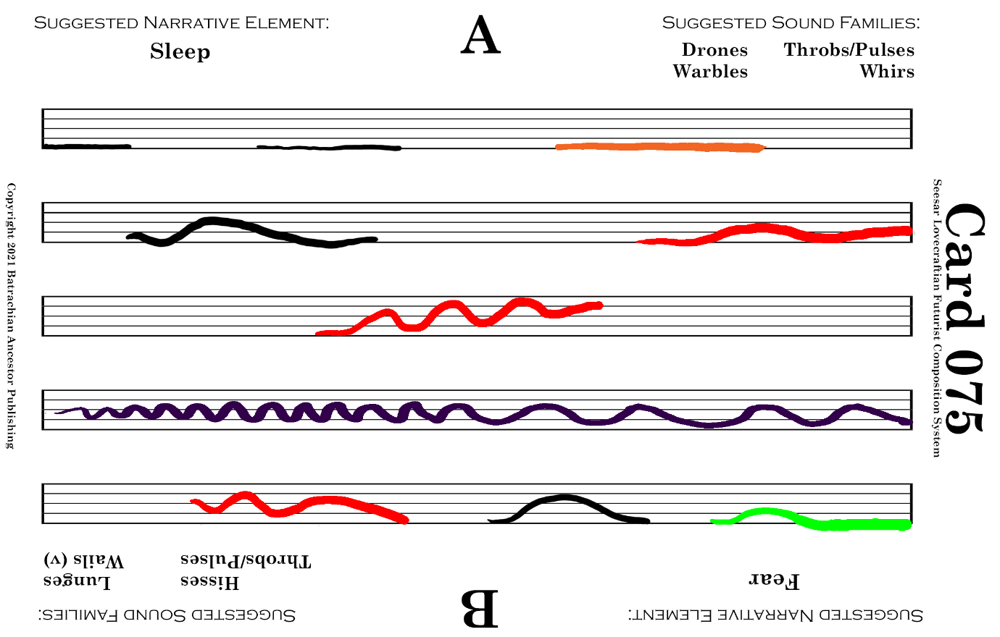 SUGGESTED NARRATIVE ELEMENT:
Sleep
A
SUGGESTED SOUND FAMILIES:
Drones Throbs/Pulses
Warbles Whirs
Copyright 2021 Batrachian Ancestor Publishing
Card 075
Seesar Lovecraftian Futurist Composition System
B
SUGGESTED NARRATIVE ELEMENT:
Fear
SUGGESTED SOUND FAMILIES:
Hisses Lunges
Throbs/Pulses Wails (v)